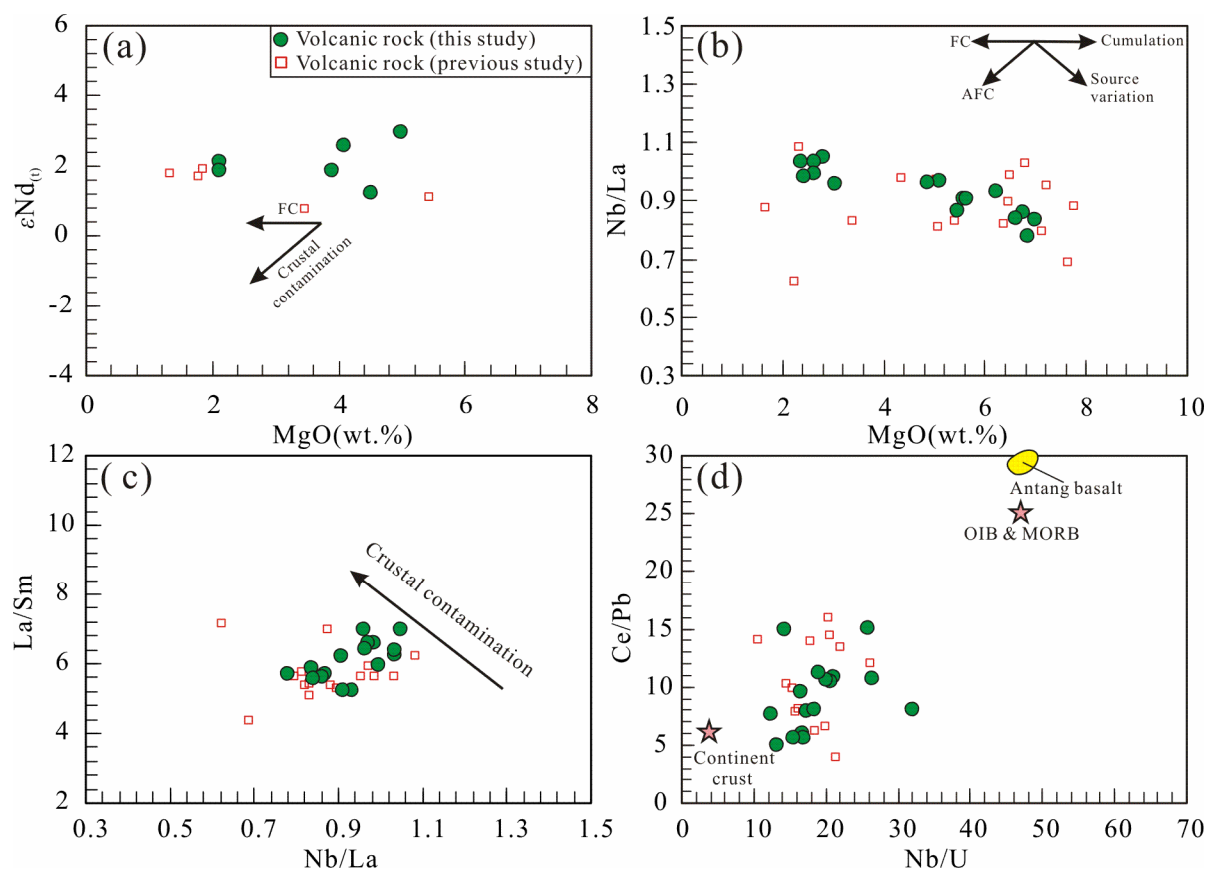 (a)
Volcanic rock (this study)
Volcanic rock (previous study)
FC
Crustal
contamination
6
4
2
0
-2
-4
εNd(t)
0
2
4
6
8
MgO(wt.%)
(b)
FC
Cumulation
AFC
Source
variation
1.5
1.3
1.1
0.9
0.7
0.5
0.3
Nb/La
0
2
4
6
8
10
MgO(wt.%)
( c)
Crustal contamination
12
10
8
6
4
2
La/Sm
0.3
0.5
0.7
0.9
1.1
1.3
1.5
Nb/La
(d)
Antang basalt
OIB & MORB
Continent
crust
30
25
20
15
10
5
0
Ce/Pb
0
10
20
30
40
50
60
70
Nb/U